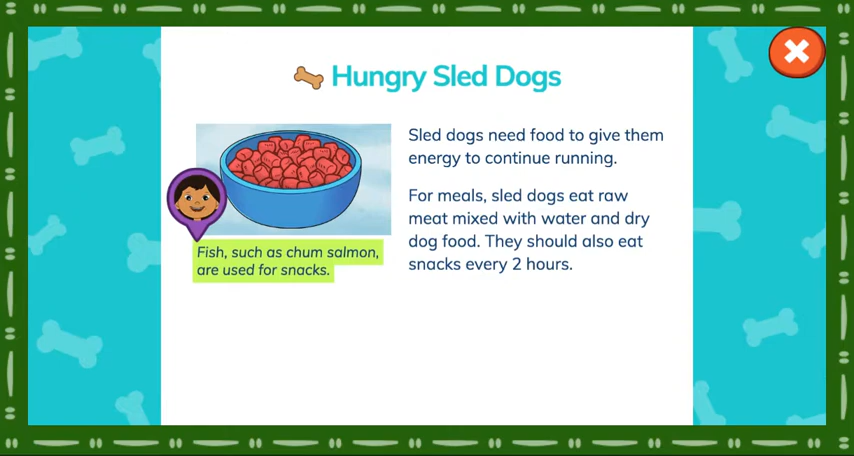 Hungry Sled Dogs
Sled dogs need food to give them
energy to continue running.
For meals, sled dogs eat raw
meat mixed with water and dry
dog food. They should also eat
snacks every 2 hours.
Fish, such as chum salmon,
are used for snacks.